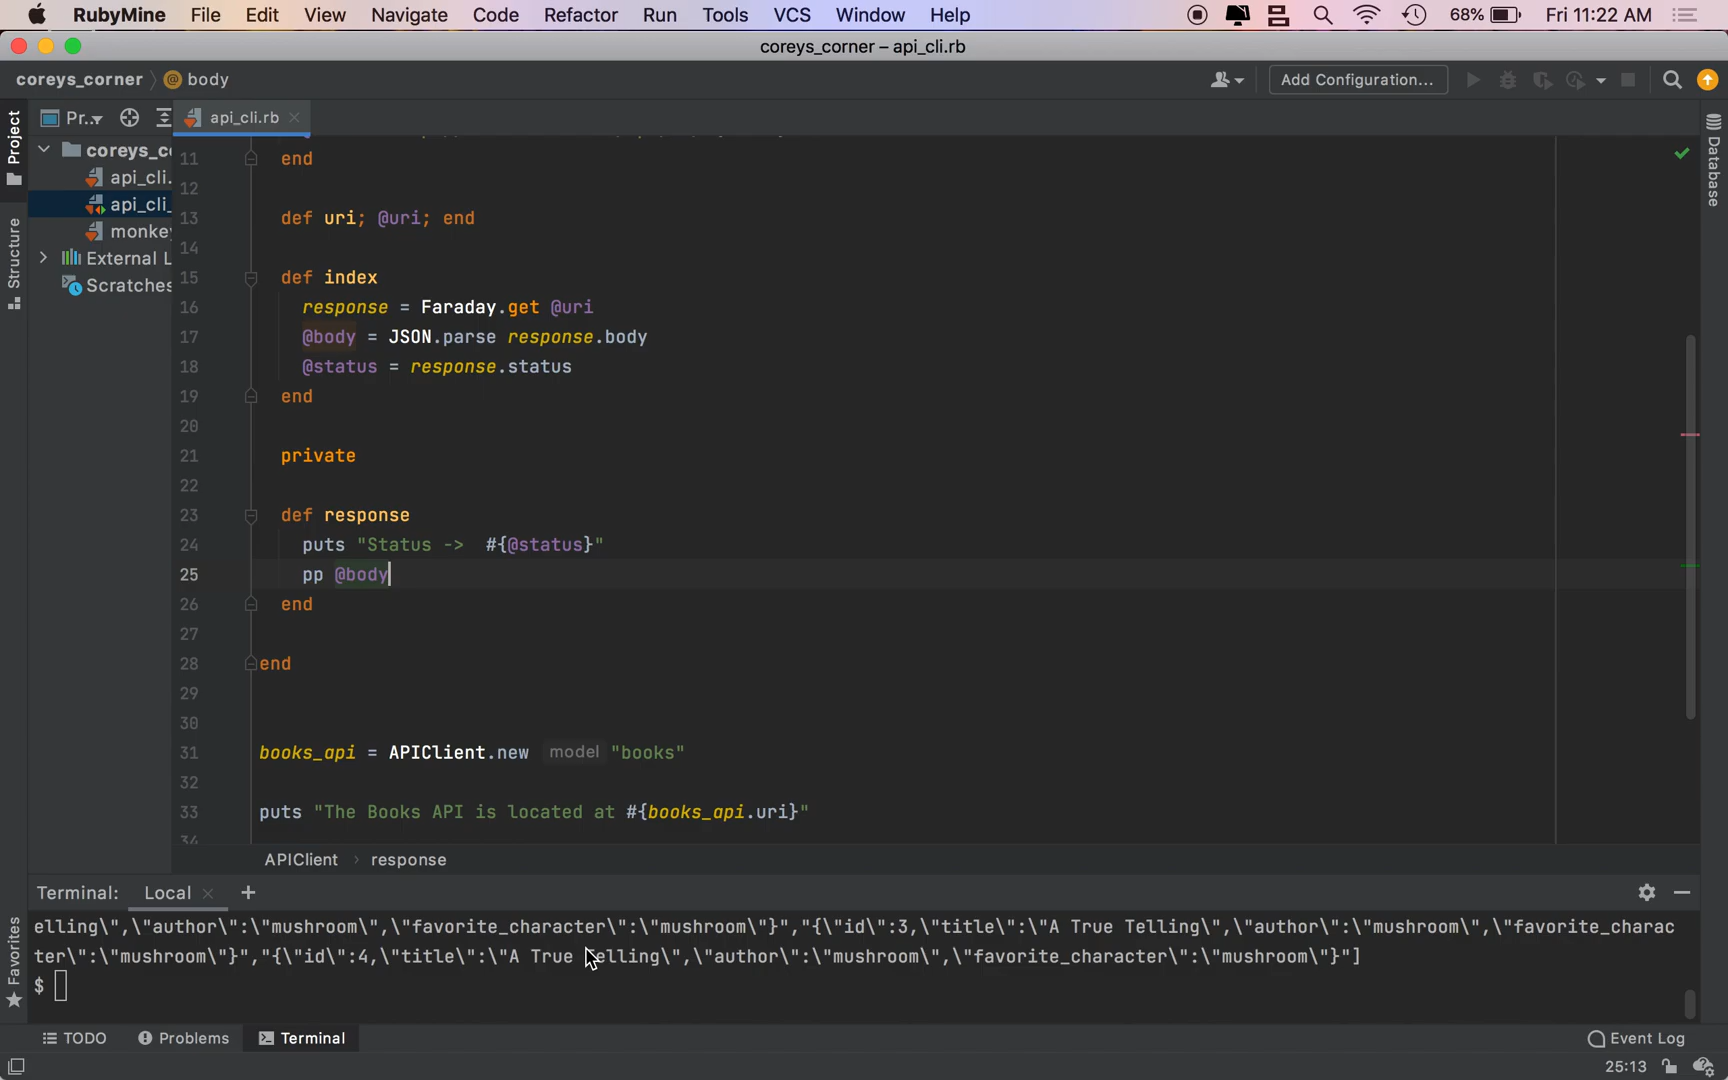 RubyMine File Edit View Navigate Code Refactor Run Tools VCS Window Help 68% Fri 11:22 AM
coreys_corner – api_cli.rb
coreys_corner @ body Add Configuration...
Project Pr... api_cli.rb
coreys_c
api_cli.
api_cli_
monkey
External L
Scratches
Structure
Favorites
Database
11 end
12
13 def uri; @uri; end
14
15 def index
16 response = Faraday.get @uri
17 @body = JSON.parse response.body
18 @status = response.status
19 end
20
21 private
22
23 def response
24 puts "Status ->  #{@status}"
25 pp @body
26 end
27
28 end
29
30
31 books_api = APIClient.new model "books"
32
33 puts "The Books API is located at #{books_api.uri}"
34
APIClient › response
Terminal: Local +
elling\",\"author\":\"mushroom\",\"favorite_character\":\"mushroom\"}","{\"id\":3,\"title\":\"A True Telling\",\"author\":\"mushroom\",\"favorite_charac
ter\":\"mushroom\"}","{\"id\":4,\"title\":\"A True Telling\",\"author\":\"mushroom\",\"favorite_character\":\"mushroom\"}"]
$
TODO Problems Terminal Event Log
25:13